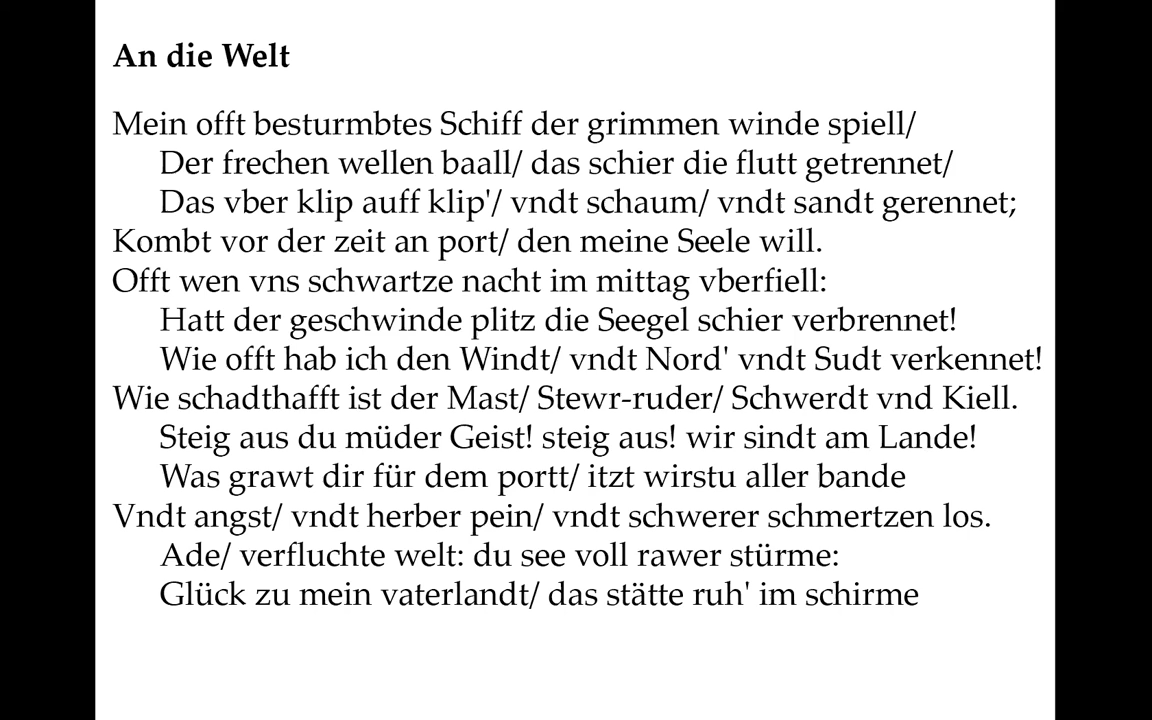 An die Welt
Mein offt besturmbtes Schiff der grimmen winde spiell/
Der frechen wellen baall/ das schier die flutt getrennet/
Das vber klip auff klip'/ vndt schaum/ vndt sandt gerennet;
Kombt vor der zeit an port/ den meine Seele will.
Offt wen vns schwartze nacht im mittag vberfiell:
Hatt der geschwinde plitz die Seegel schier verbrennet!
Wie offt hab ich den Windt/ vndt Nord' vndt Sudt verkennet!
Wie schadthafft ist der Mast/ Stewr-ruder/ Schwerdt vnd Kiell.
Steig aus du müder Geist! steig aus! wir sindt am Lande!
Was grawt dir für dem portt/ itzt wirstu aller bande
Vndt angst/ vndt herber pein/ vndt schwerer schmertzen los.
Ade/ verfluchte welt: du see voll rawer stürme:
Glück zu mein vaterlandt/ das stätte ruh' im schirme